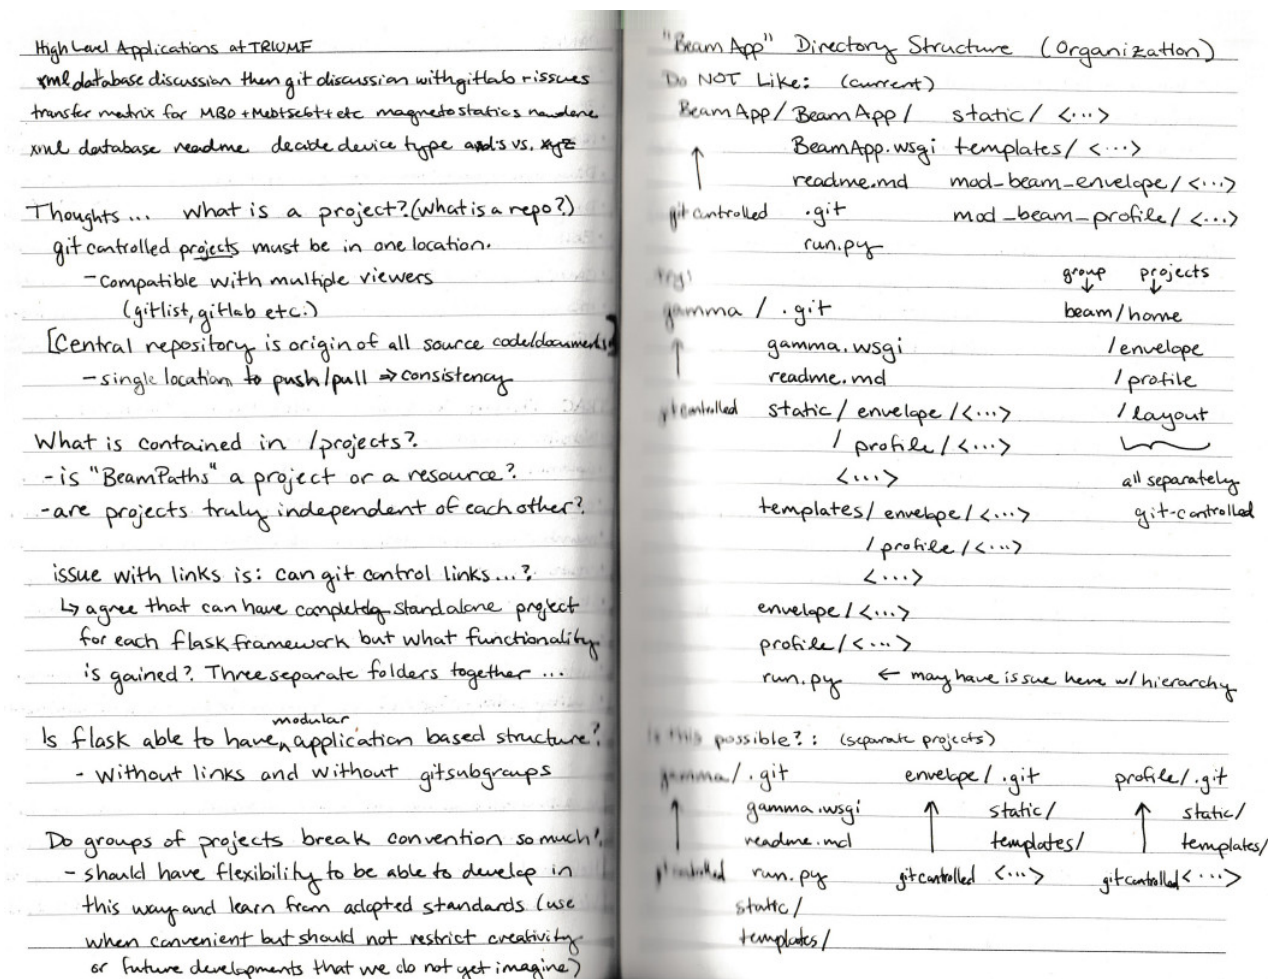 High Level Applications at TRIUMF
xml database discussion then git discussion with gitlab + issues
transfer matrix for MB0 + Mebt + etc magnetostatics
xml database readme decide device type vs. xyz
Thoughts... What is a project? (what is a repo?)
git controlled projects must be in one location.
- Compatible with multiple viewers
(gitlist, gitlab etc.)
[Central repository is origin of all source code/documents]
- single location to push/pull ⇒ consistency
What is contained in /projects?
- is "BeamPaths" a project or a resource?
- are projects truly independent of each other?
issue with links is: can git control links...?
↳ agree that can have completely standalone project
for each flask framework but what functionality
is gained? Three separate folders together ...
Is flask able to have modular application based structure?
- Without links and without gitsubgroups
Do groups of projects break convention so much?
- should have flexibility to be able to develop in
this way and learn from adopted standards (use
when convenient but should not restrict creativity
or future developments that we do not yet imagine)
"Beam App" Directory Structure (Organization)
Do NOT Like: (current)
BeamApp/ BeamApp/ static/ <...>
BeamApp.wsgi templates/ <...>
↑ readme.md mod_beam_envelope/ <...>
git controlled .git mod_beam_profile/ <...>
run.py
try: group projects
gamma / .git beam/home
gamma.wsgi /envelope
↑ readme.md /profile
git controlled static/ envelope/<...> /layout
/ profile/<...>
<...> all separately
templates/ envelope/<...> git-controlled
/ profile/<...>
<...>
envelope/<...>
profile/<...>
run.py ← may have issue here w/ hierarchy
Is this possible?: (separate projects)
gamma/ .git envelope/ .git profile/ .git
↑ gamma.wsgi ↑ static/ ↑ static/
readme.md templates/ templates/
git controlled run.py git controlled <...> git controlled <...>
static/
templates/